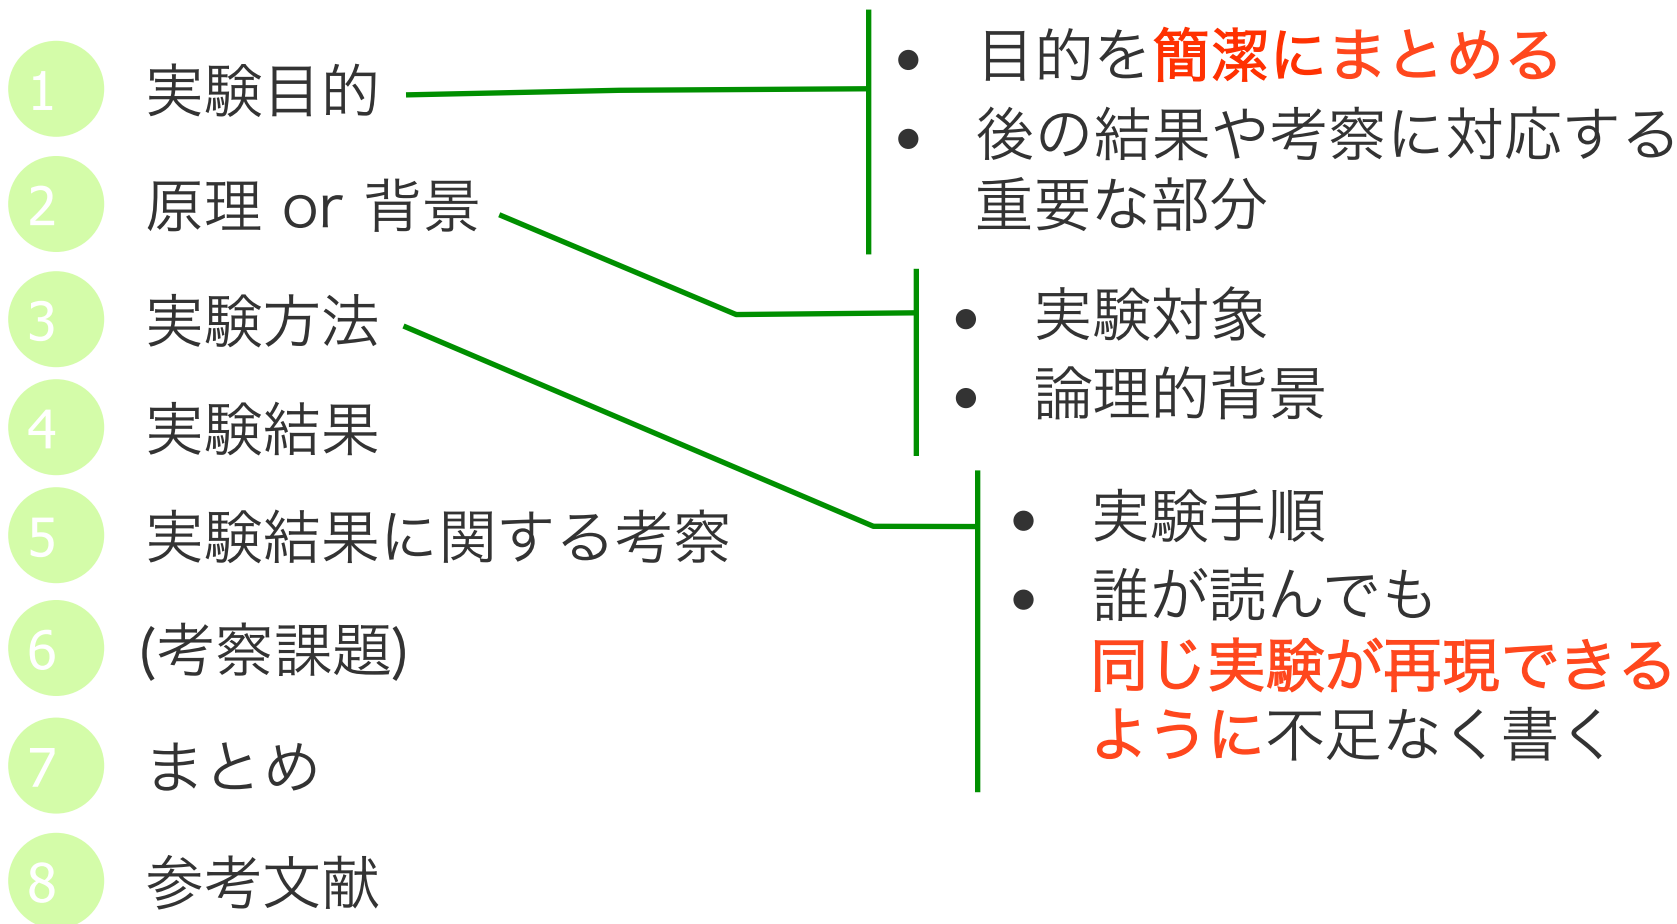 1 実験目的
2 原理 or 背景
3 実験方法
4 実験結果
5 実験結果に関する考察
6 (考察課題)
7 まとめ
8 参考文献
• 目的を簡潔にまとめる
• 後の結果や考察に対応する
重要な部分
• 実験対象
• 論理的背景
• 実験手順
• 誰が読んでも
同じ実験が再現できる
ように不足なく書く